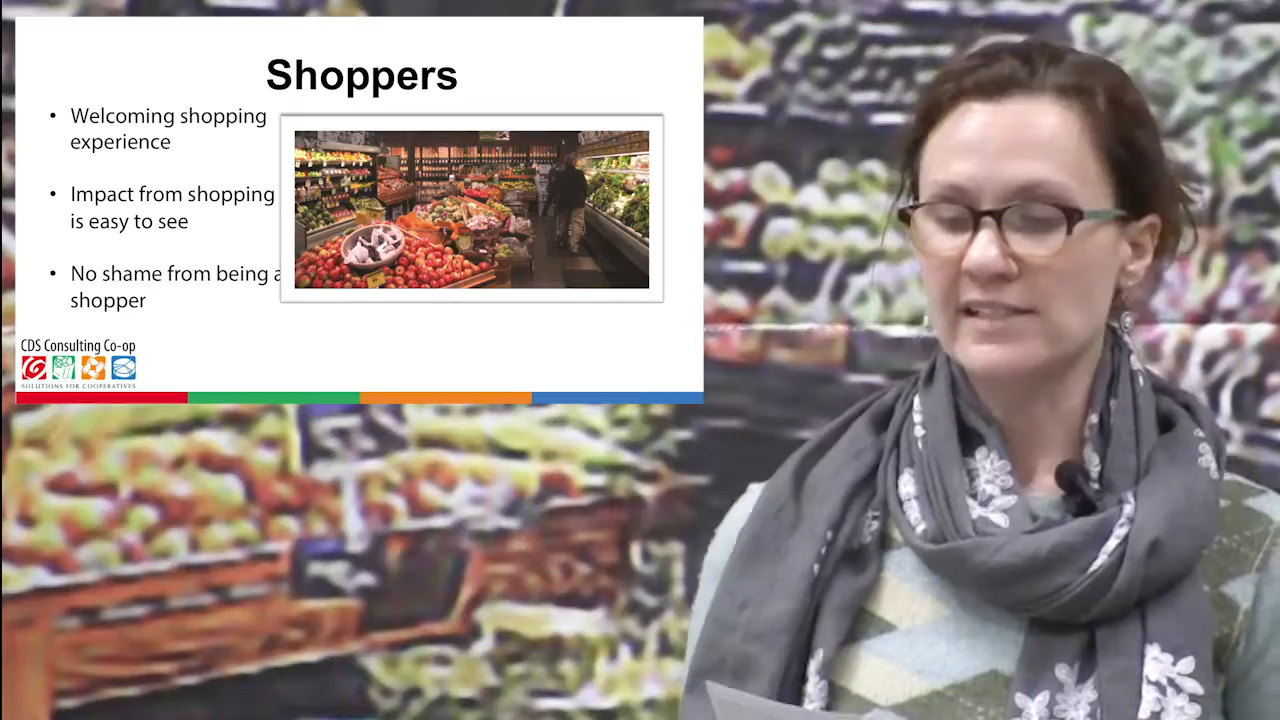 Shoppers
• Welcoming shopping
experience
• Impact from shopping
is easy to see
• No shame from being a
shopper
CDS Consulting Co-op
SOLUTIONS FOR COOPERATIVES